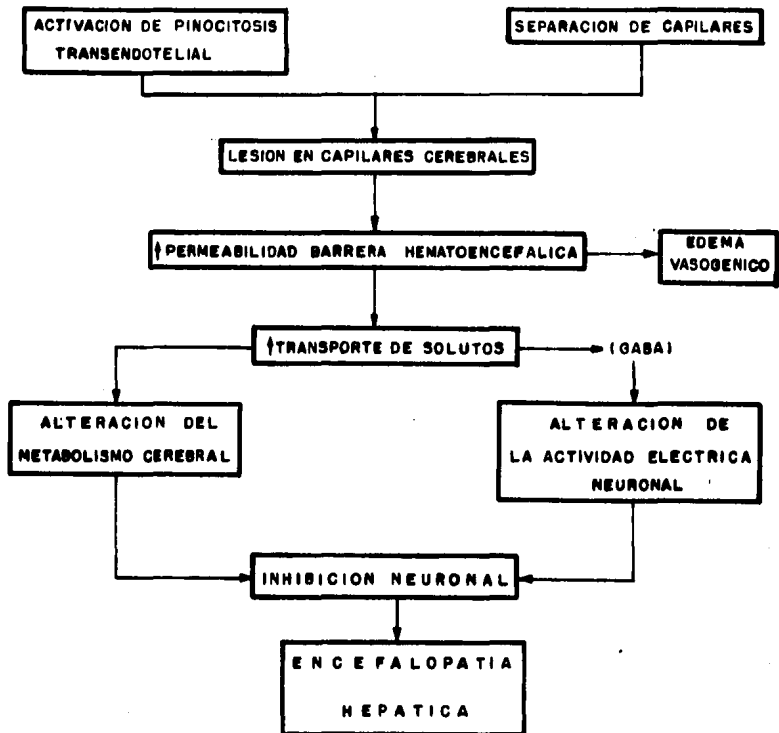 ACTIVACION DE PINOCITOSIS
TRANSENDOTELIAL
SEPARACION DE CAPILARES
LESION EN CAPILARES CEREBRALES
↑PERMEABILIDAD BARRERA HEMATOENCEFALICA
EDEMA
VASOGENICO
↑TRANSPORTE DE SOLUTOS
(GABA)
ALTERACION DEL
METABOLISMO CEREBRAL
ALTERACION DE
LA ACTIVIDAD ELECTRICA
NEURONAL
INHIBICION NEURONAL
ENCEFALOPATIA
HEPATICA